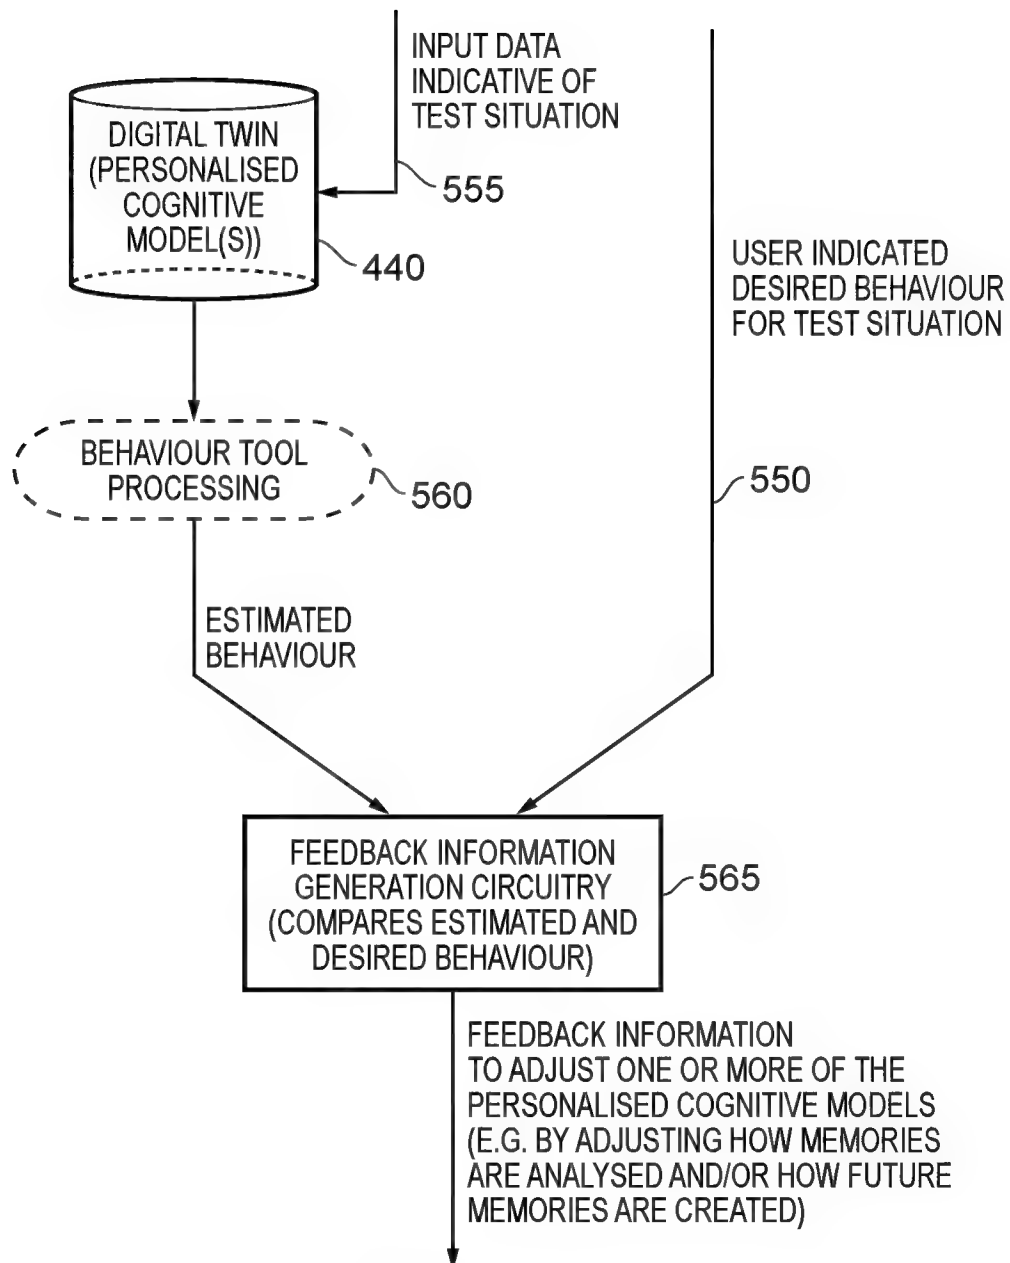 INPUT DATA
INDICATIVE OF
TEST SITUATION
555
DIGITAL TWIN
(PERSONALISED
COGNITIVE
MODEL(S))
440
USER INDICATED
DESIRED BEHAVIOUR
FOR TEST SITUATION
550
BEHAVIOUR TOOL
PROCESSING
560
ESTIMATED
BEHAVIOUR
FEEDBACK INFORMATION
GENERATION CIRCUITRY
(COMPARES ESTIMATED AND
DESIRED BEHAVIOUR)
565
FEEDBACK INFORMATION
TO ADJUST ONE OR MORE OF THE
PERSONALISED COGNITIVE MODELS
(E.G. BY ADJUSTING HOW MEMORIES
ARE ANALYSED AND/OR HOW FUTURE
MEMORIES ARE CREATED)